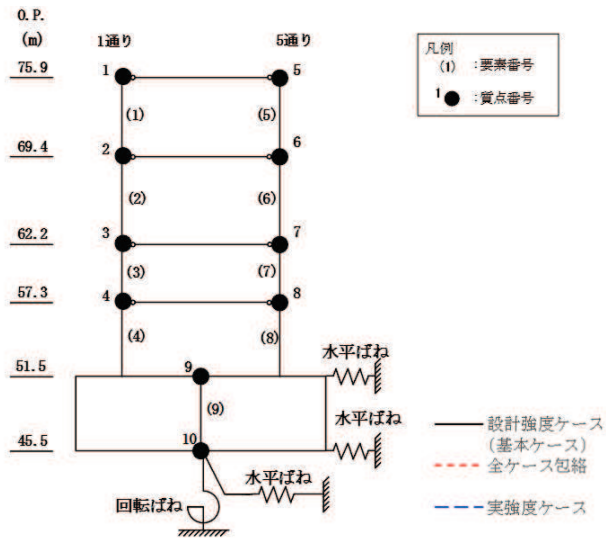 O.P.
(m)
1通り
5通り
75.9
1
5
(1)
(5)
69.4
2
6
(2)
(6)
62.2
3
7
(3)
(7)
57.3
4
8
(4)
(8)
51.5
9
水平ばね
(9)
水平ばね
45.5
10
水平ばね
回転ばね
凡例
(1) :要素番号
1 :質点番号
設計強度ケース
(基本ケース)
全ケース包絡
実強度ケース